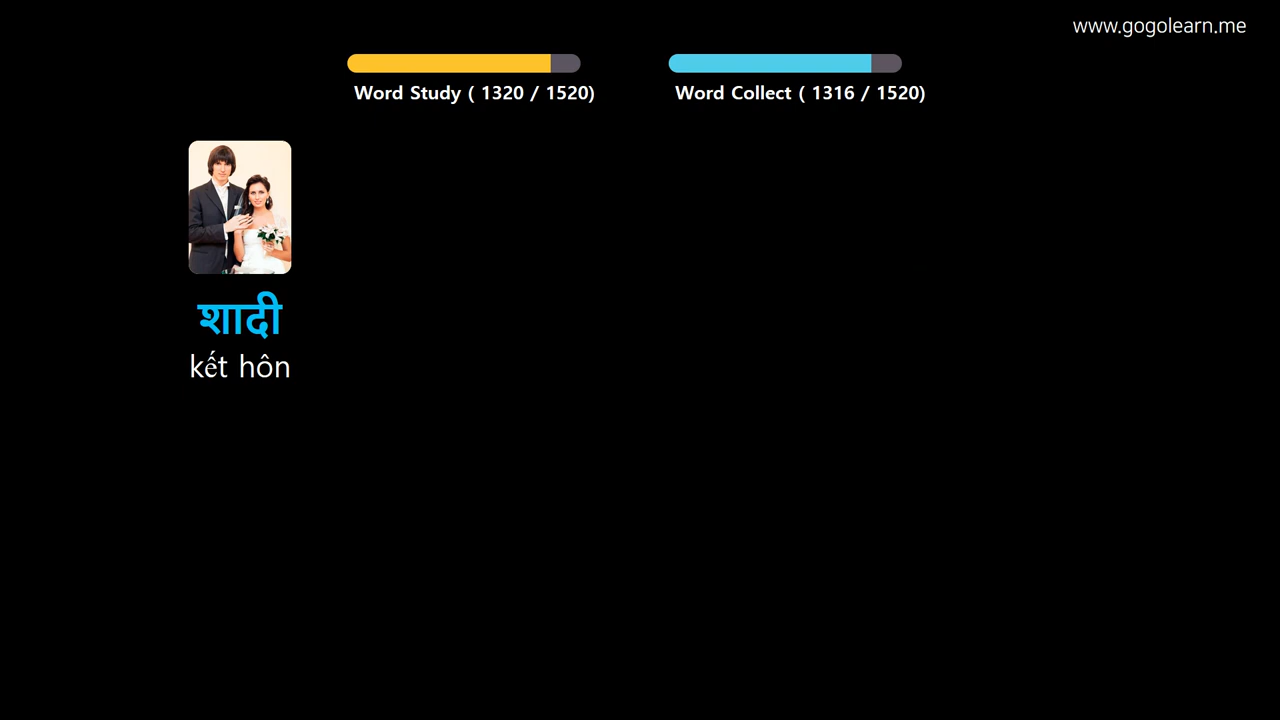 www.gogolearn.me
Word Study ( 1320 / 1520)
Word Collect ( 1316 / 1520)
शादी
kết hôn